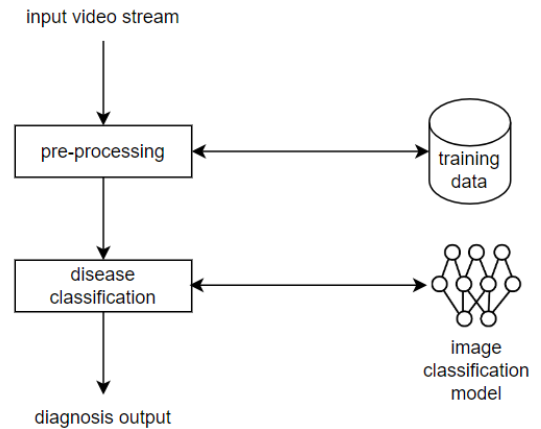 input video stream
pre-processing
training
data
disease
classification
image
classification
model
diagnosis output